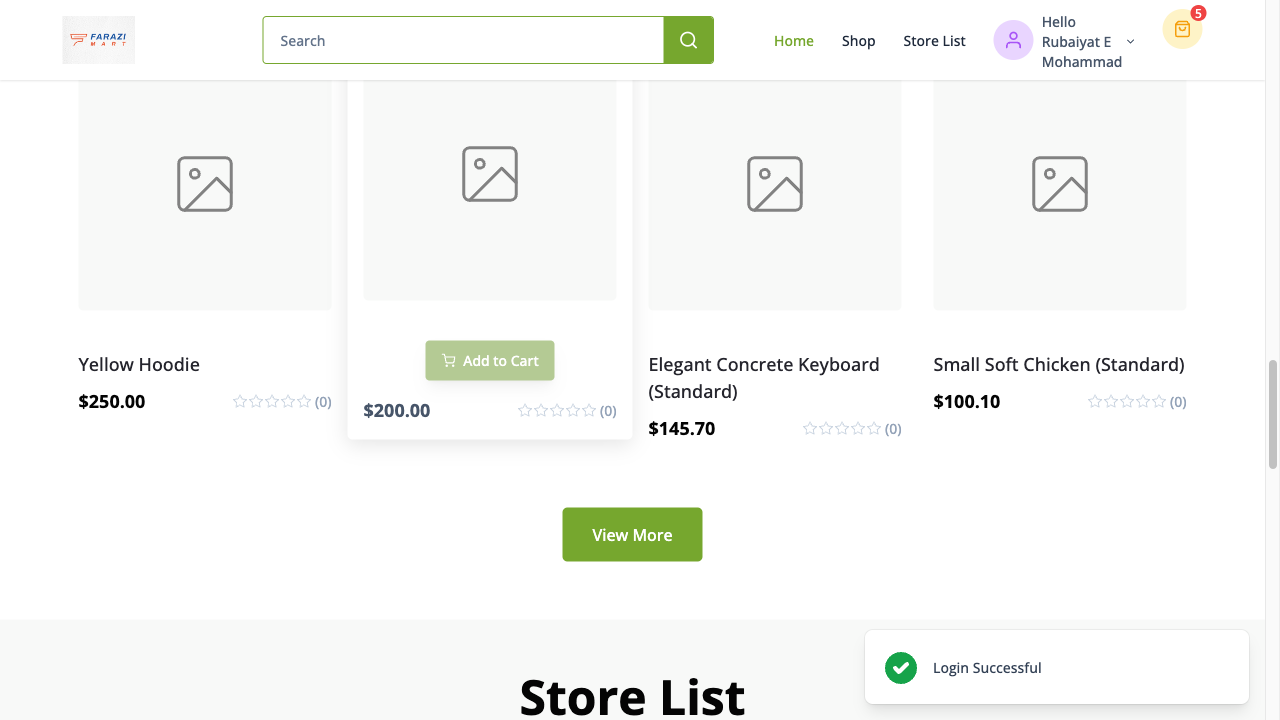 FARAZI
MART
Search
Home
Shop
Store List
Hello
Rubaiyat E
Mohammad
5
Yellow Hoodie
$250.00
(0)
Add to Cart
$200.00
(0)
Elegant Concrete Keyboard
(Standard)
$145.70
(0)
Small Soft Chicken (Standard)
$100.10
(0)
View More
Store List
Login Successful